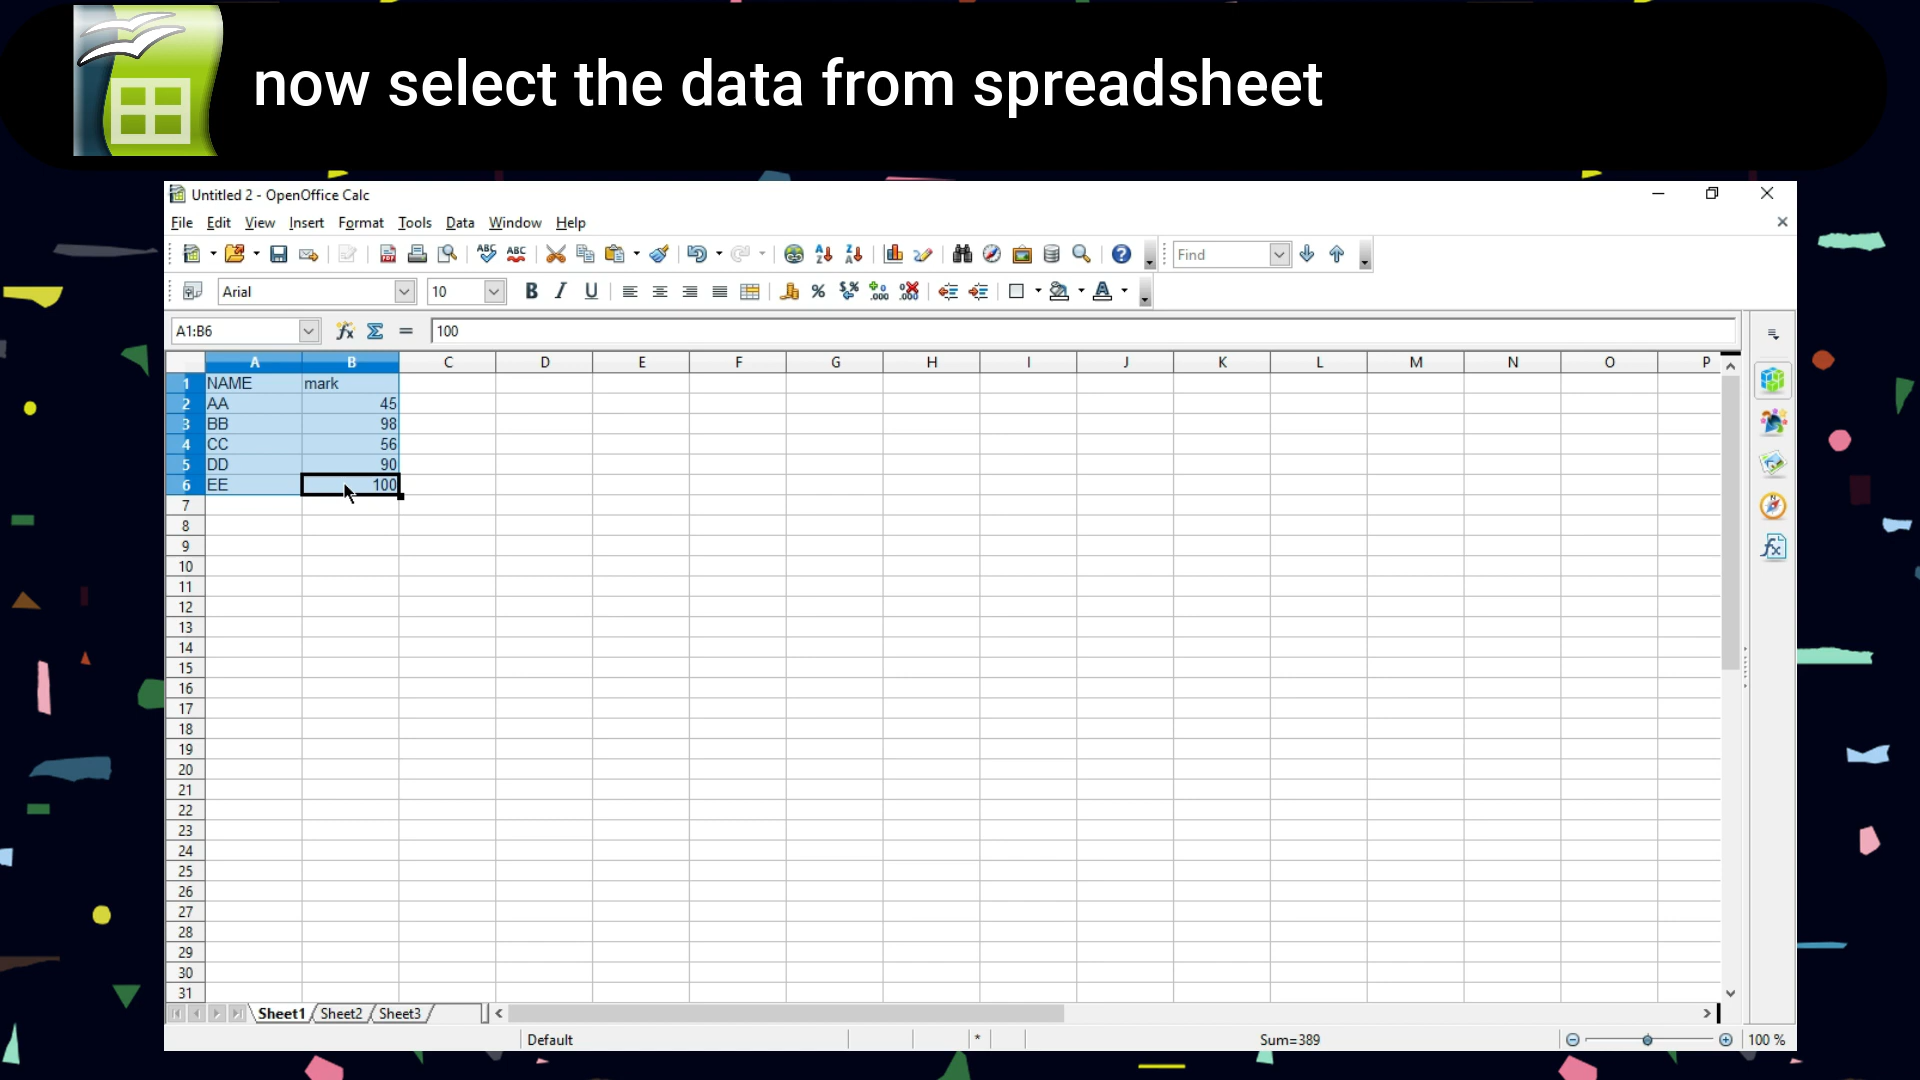 now select the data from spreadsheet
Untitled 2 - OpenOffice Calc
File Edit View Insert Format Tools Data Window Help
Find
Arial 10
A1:B6 100
A B C D E F G H I J K L M N O P
1 NAME mark
2 AA 45
3 BB 98
4 CC 56
5 DD 90
6 EE 100
7
8
9
10
11
12
13
14
15
16
17
18
19
20
21
22
23
24
25
26
27
28
29
30
31
Sheet1 Sheet2 Sheet3
Default * Sum=389 100 %